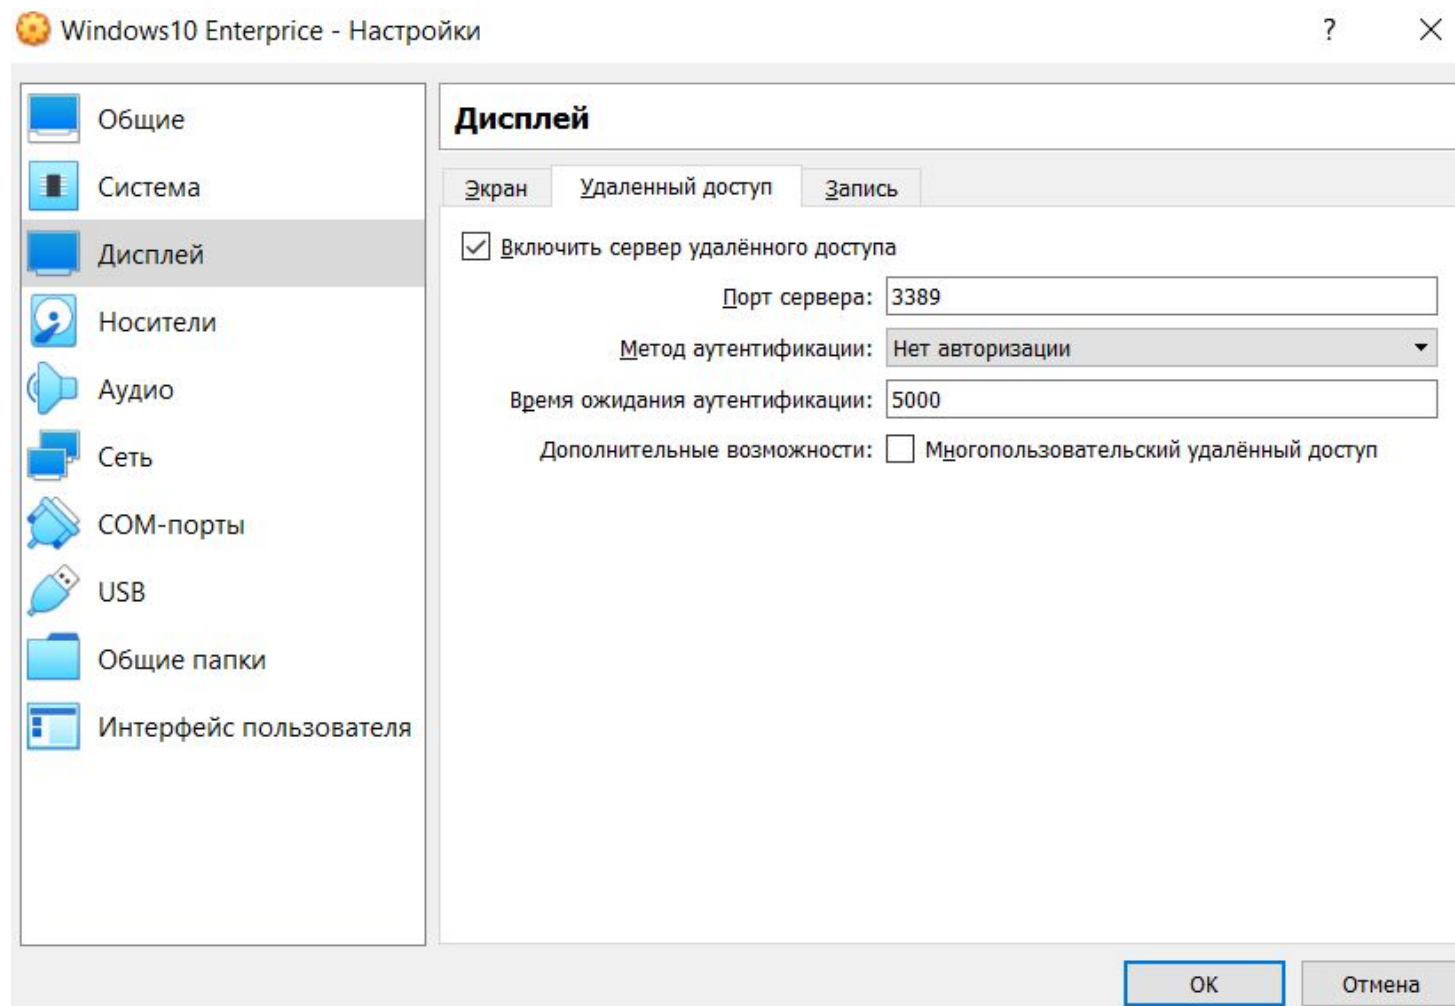 Windows10 Enterprice - Настройки
?
Общие
Система
Дисплей
Носители
Аудио
Сеть
COM-порты
USB
Общие папки
Интерфейс пользователя
Дисплей
Экран
Удаленный доступ
Запись
Включить сервер удалённого доступа
Порт сервера: 3389
Метод аутентификации: Нет авторизации
Время ожидания аутентификации: 5000
Дополнительные возможности: Многопользовательский удалённый доступ
ОК
Отмена